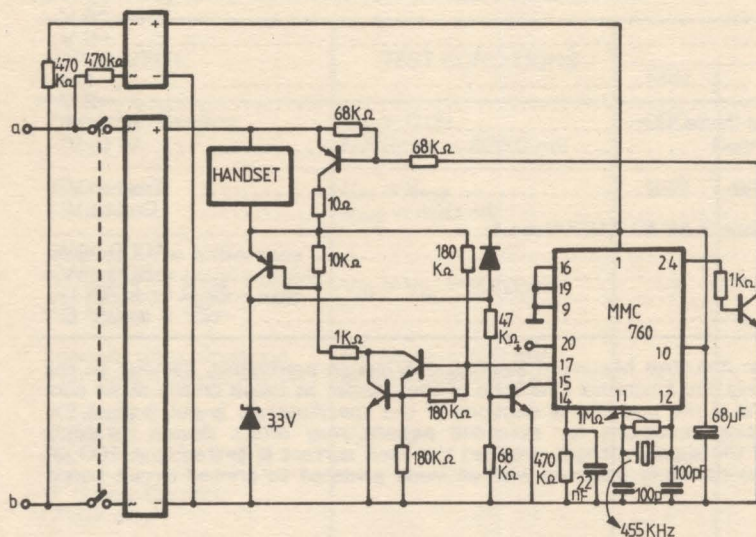 ~ +
470
KΩ
470kΩ
~ -
a
~ +
68KΩ
68KΩ
HANDSET
10Ω
10KΩ
180
KΩ
16
19
9
1
24
MMC
760
1KΩ
47
KΩ
20
+
10
1KΩ
17
15
14
11
12
180KΩ
3,3V
1MΩ
68µF
180KΩ
68
KΩ
470
KΩ
22
nF
100pF
100p
b
~ -
455KHz